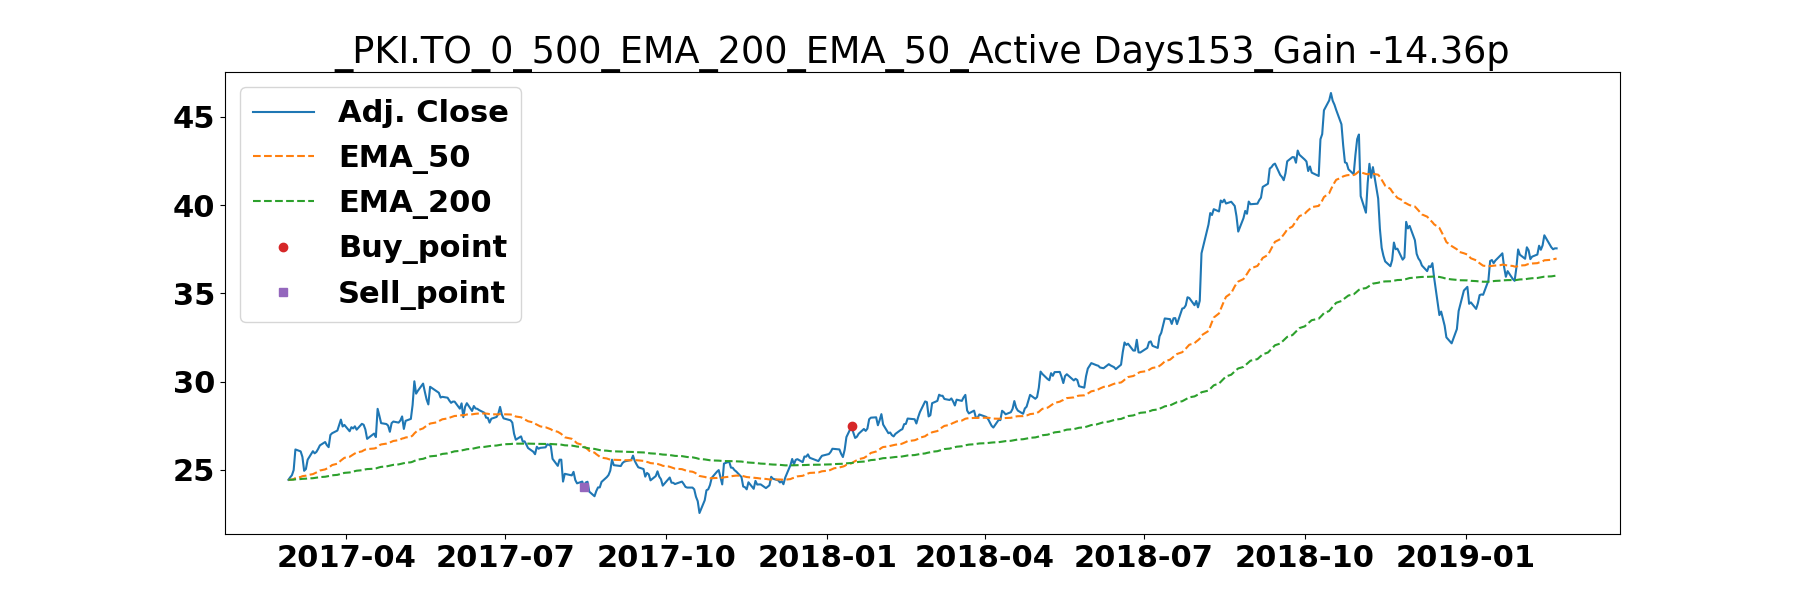 _PKI.TO_0_500_EMA_200_EMA_50_Active Days153_Gain -14.36p
Adj. Close
EMA_50
EMA_200
Buy_point
Sell_point
45
40
35
30
25
2017-04 2017-07 2017-10 2018-01 2018-04 2018-07 2018-10 2019-01